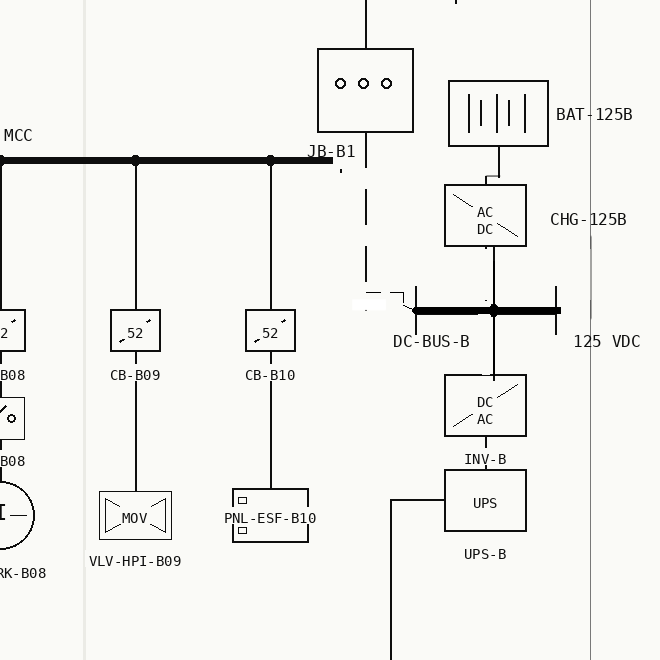 BAT-125B
MCC
JB-B1
AC
DC
CHG-125B
2
52
52
DC-BUS-B
125 VDC
B08
CB-B09
CB-B10
DC
AC
B08
INV-B
UPS
MOV
PNL-ESF-B10
UPS-B
VLV-HPI-B09
RK-B08